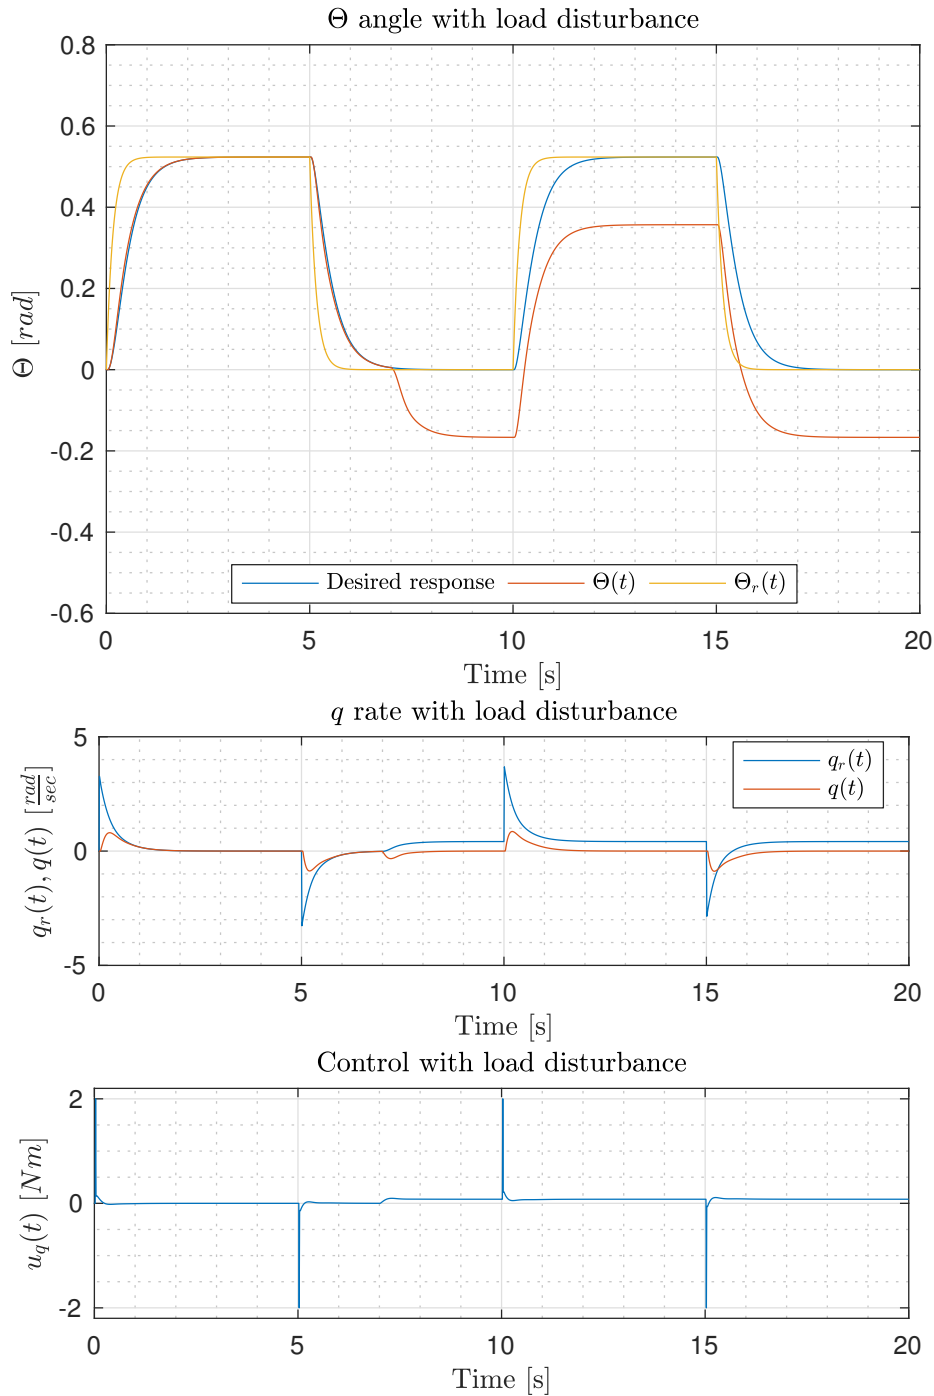 Θ angle with load disturbance
0.8
0.6
0.4
0.2
0
-0.2
-0.4
-0.6
Θ [rad]
Desired response Θ(t) Θ_r(t)
0 5 10 15 20
Time [s]
q rate with load disturbance
5
0
-5
q_r(t), q(t) [rad/sec]
q_r(t)
q(t)
0 5 10 15 20
Time [s]
Control with load disturbance
2
0
-2
u_q(t) [Nm]
0 5 10 15 20
Time [s]